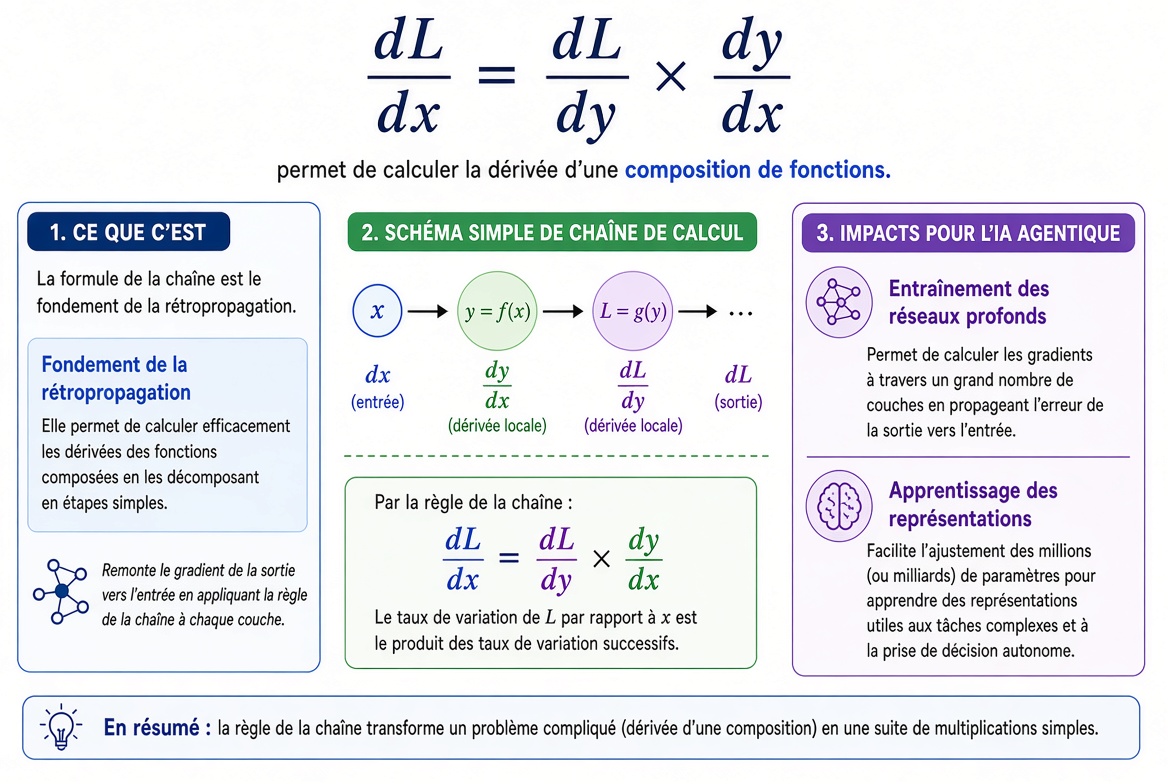 dL/dx = dL/dy × dy/dx
permet de calculer la dérivée d’une composition de fonctions.
1. CE QUE C’EST
La formule de la chaîne est le
fondement de la rétropropagation.
Fondement de la
rétropropagation
Elle permet de calculer efficacement
les dérivées des fonctions
composées en les décomposant
en étapes simples.
Remonte le gradient de la sortie
vers l’entrée en appliquant la règle
de la chaîne à chaque couche.
2. SCHÉMA SIMPLE DE CHAÎNE DE CALCUL
x
y = f(x)
L = g(y)
...
dx
(entrée)
dy/dx
(dérivée locale)
dL/dy
(dérivée locale)
dL
(sortie)
Par la règle de la chaîne :
dL/dx = dL/dy × dy/dx
Le taux de variation de L par rapport à x est
le produit des taux de variation successifs.
3. IMPACTS POUR L’IA AGENTIQUE
Entraînement des
réseaux profonds
Permet de calculer les gradients
à travers un grand nombre de
couches en propageant l’erreur de
la sortie vers l’entrée.
Apprentissage des
représentations
Facilite l’ajustement des millions
(ou milliards) de paramètres pour
apprendre des représentations
utiles aux tâches complexes et à
la prise de décision autonome.
En résumé : la règle de la chaîne transforme un problème compliqué (dérivée d’une composition) en une suite de multiplications simples.